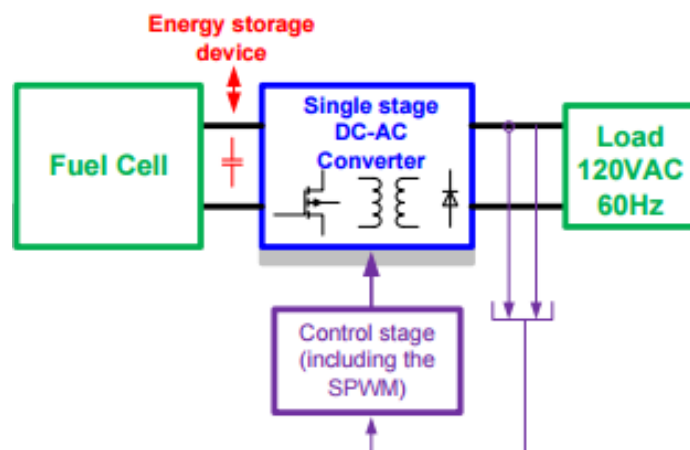 Energy storage
device
Fuel Cell
Single stage
DC-AC
Converter
Load
120VAC
60Hz
Control stage
(including the
SPWM)